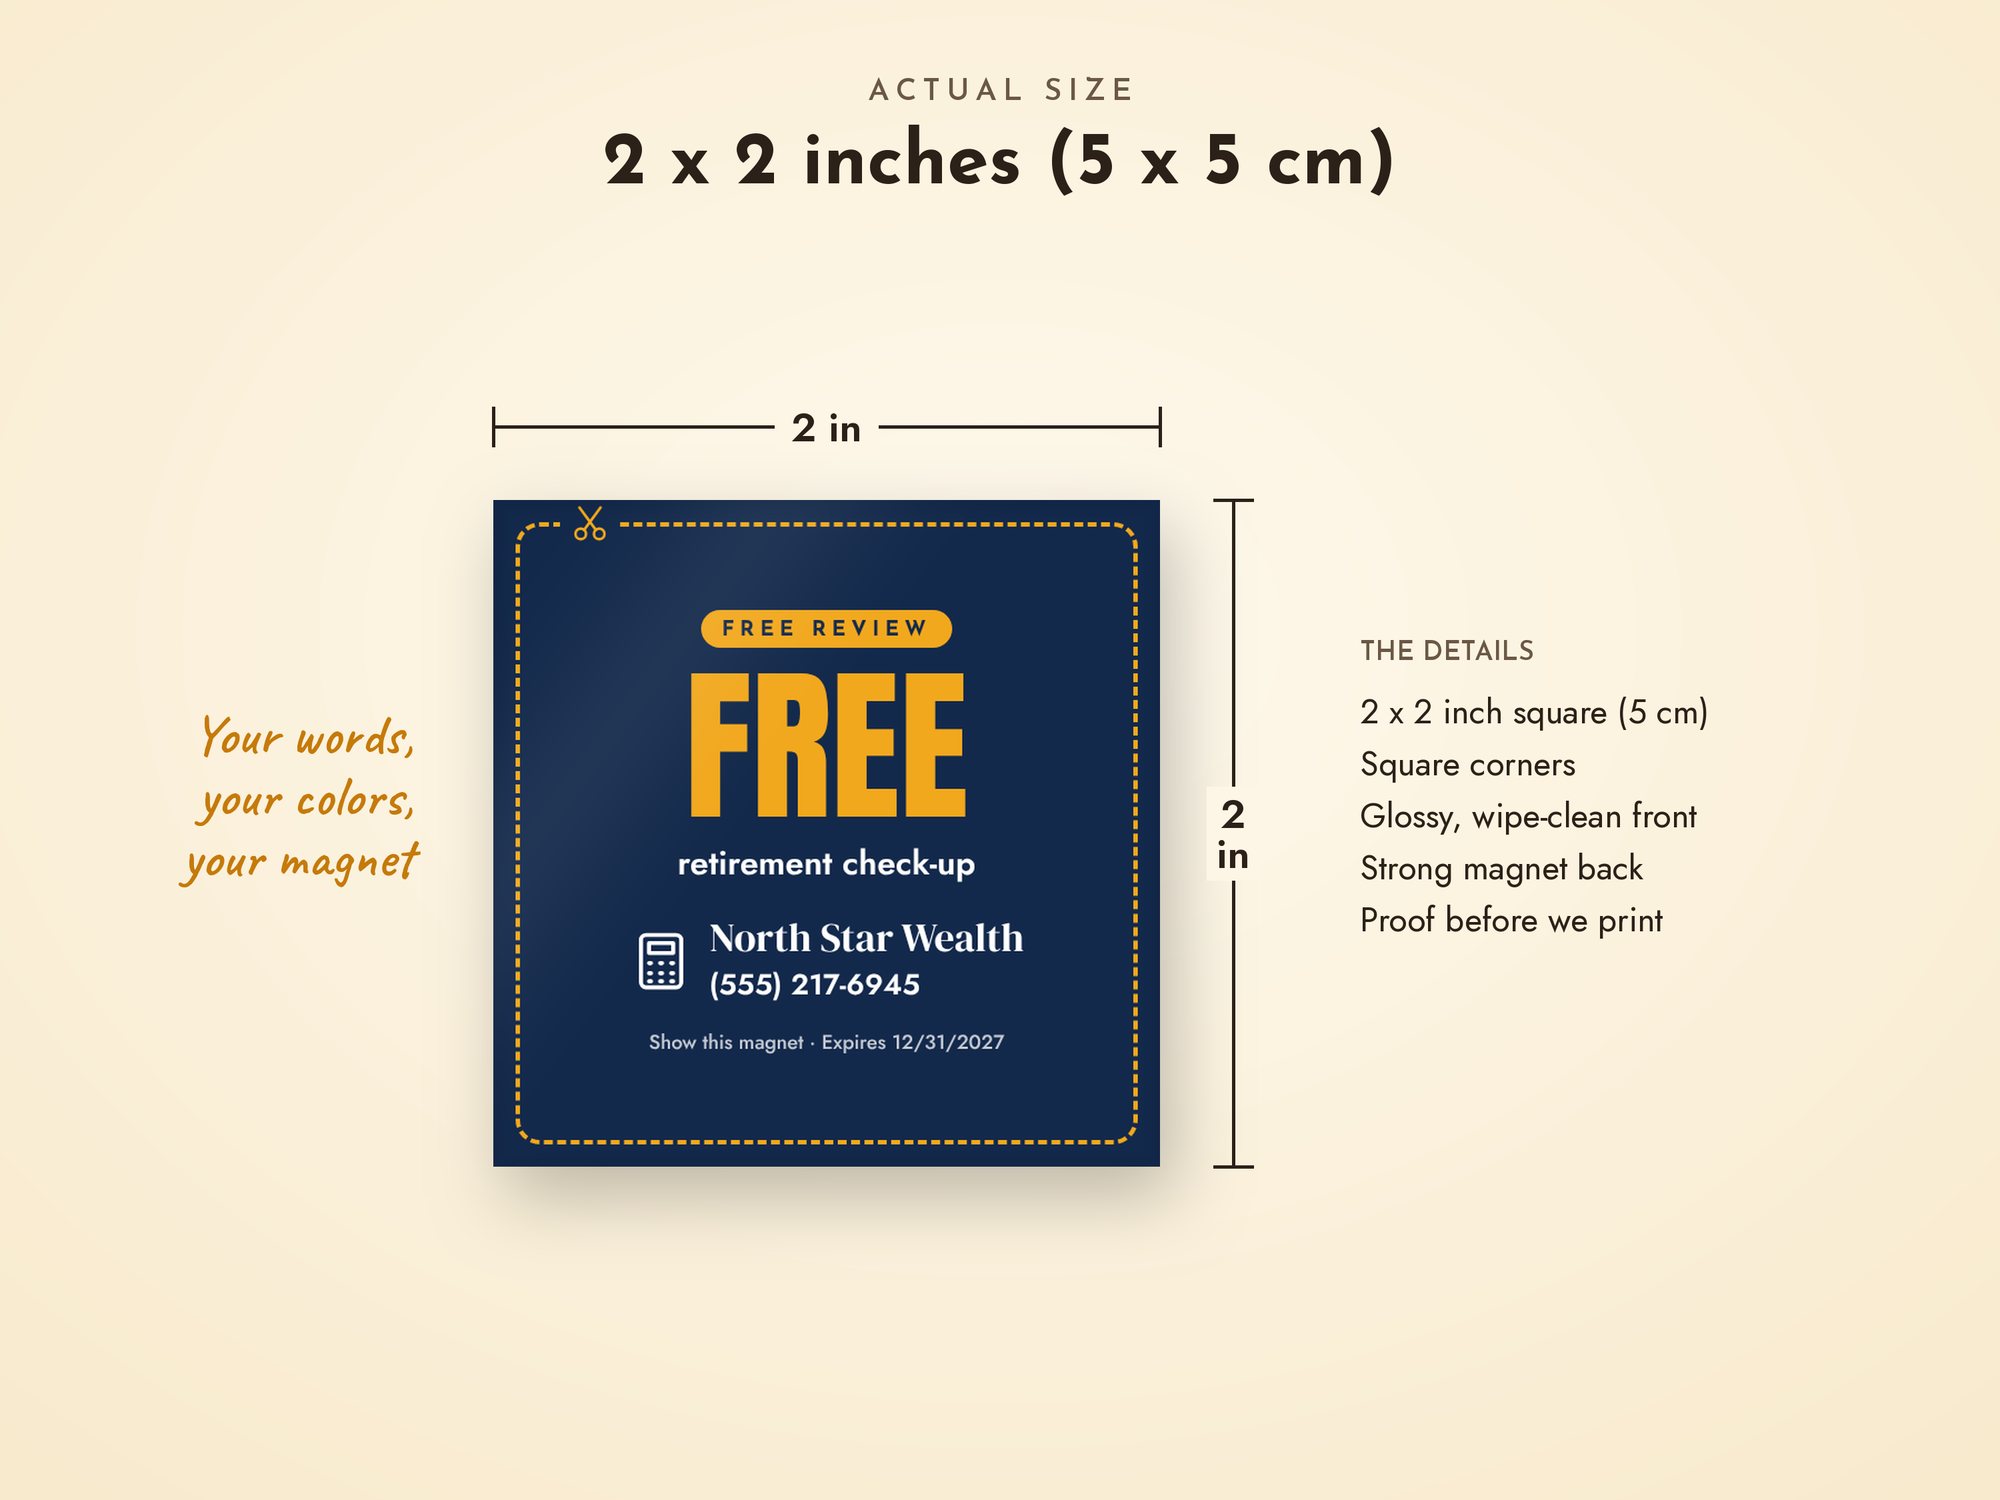 ACTUAL SIZE
2 x 2 inches (5 x 5 cm)
2 in
FREE REVIEW
FREE
retirement check-up
North Star Wealth
(555) 217-6945
Show this magnet · Expires 12/31/2027
2
in
Your words,
your colors,
your magnet
THE DETAILS
2 x 2 inch square (5 cm)
Square corners
Glossy, wipe-clean front
Strong magnet back
Proof before we print